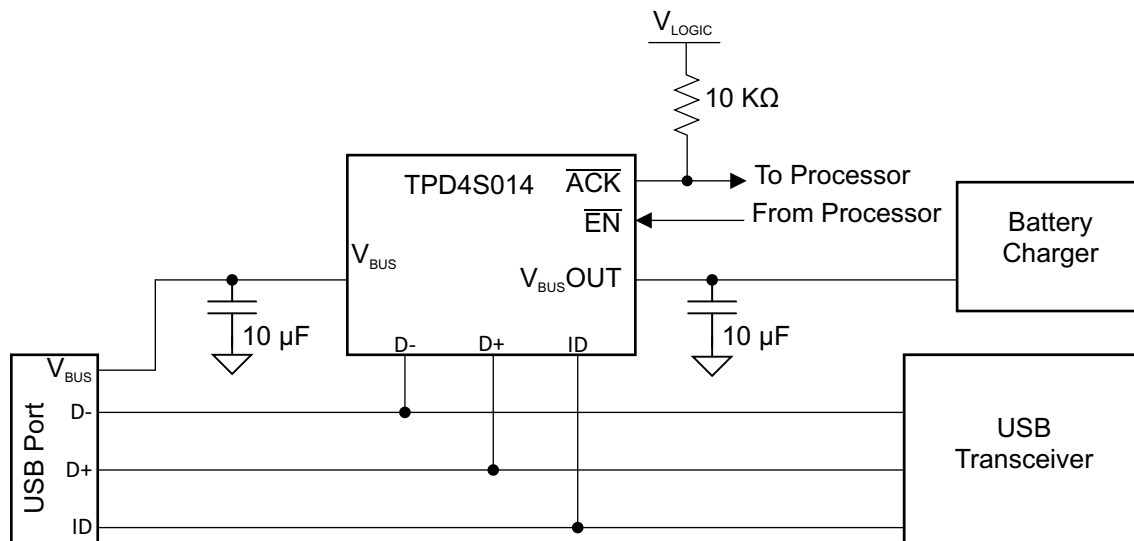 VLOGIC
10 KΩ
TPD4S014
ACK
To Processor
EN
From Processor
Battery
Charger
VBUS
VBUSOUT
10 µF
10 µF
D-
D+
ID
USB Port
VBUS
D-
D+
ID
USB
Transceiver